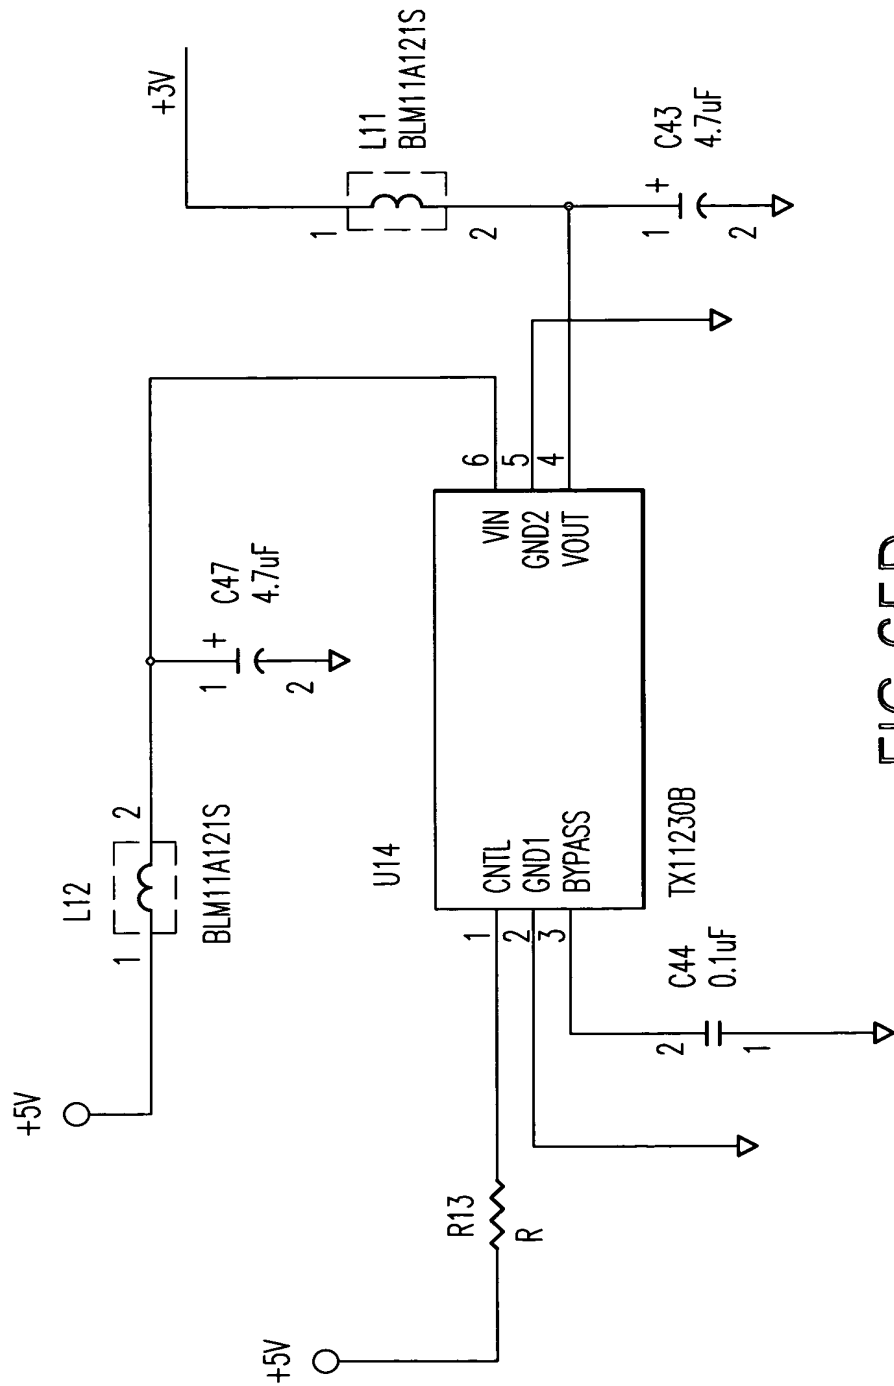 +5V
L12
1
2
BLM11A121S
+3V
1
+
2
C47
4.7uF
L11
BLM11A121S
1
2
+5V
R13
R
U14
CNTL
GND1
BYPASS
1
2
3
VIN
GND2
VOUT
6
5
4
TX11230B
C44
0.1uF
2
1
C43
4.7uF
1
+
2